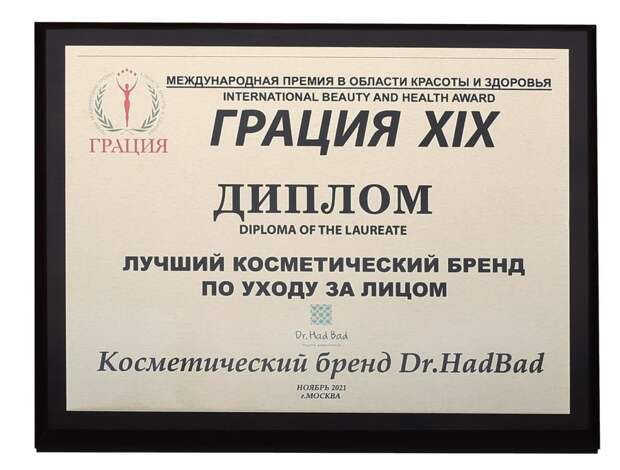 МЕЖДУНАРОДНАЯ ПРЕМИЯ В ОБЛАСТИ КРАСОТЫ И ЗДОРОВЬЯ
INTERNATIONAL BEAUTY AND HEALTH AWARD
ГРАЦИЯ XIX
ГРАЦИЯ
ДИПЛОМ
DIPLOMA OF THE LAUREATE
ЛУЧШИЙ КОСМЕТИЧЕСКИЙ БРЕНД
ПО УХОДУ ЗА ЛИЦОМ
Dr. Had Bad
Косметический бренд Dr.HadBad
НОЯБРЬ 2021
г.МОСКВА